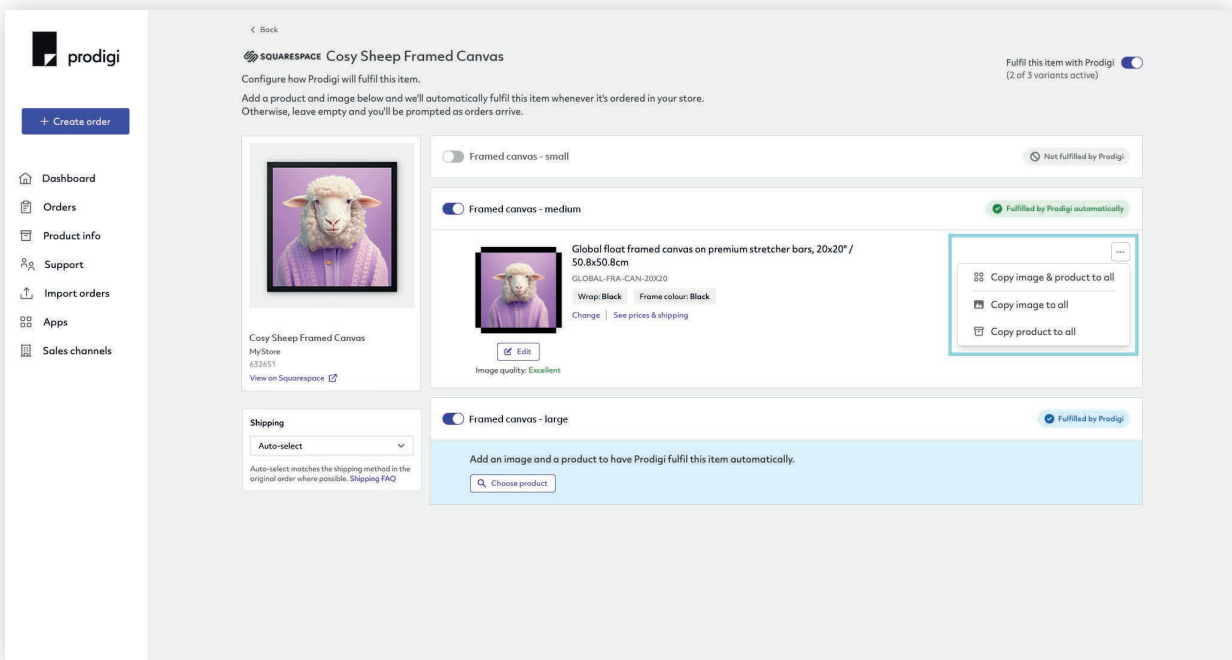 prodigi
+ Create order
Dashboard
Orders
Product info
Support
Import orders
Apps
Sales channels
< Back
SQUARESPACE Cosy Sheep Framed Canvas
Configure how Prodigi will fulfil this item.
Add a product and image below and we'll automatically fulfil this item whenever it's ordered in your store.
Otherwise, leave empty and you'll be prompted as orders arrive.
Fulfil this item with Prodigi
(2 of 3 variants active)
Cosy Sheep Framed Canvas
MyStore
632651
View on Squarespace
Shipping
Auto-select
Auto-select matches the shipping method in the
original order where possible. Shipping FAQ
Framed canvas - small
Not fulfilled by Prodigi
Framed canvas - medium
Fulfilled by Prodigi automatically
Global float framed canvas on premium stretcher bars, 20x20" /
50.8x50.8cm
GLOBAL-FRA-CAN-20X20
Wrap: Black Frame colour: Black
Change | See prices & shipping
Edit
Image quality: Excellent
...
Copy image & product to all
Copy image to all
Copy product to all
Framed canvas - large
Fulfilled by Prodigi
Add an image and a product to have Prodigi fulfil this item automatically.
Choose product